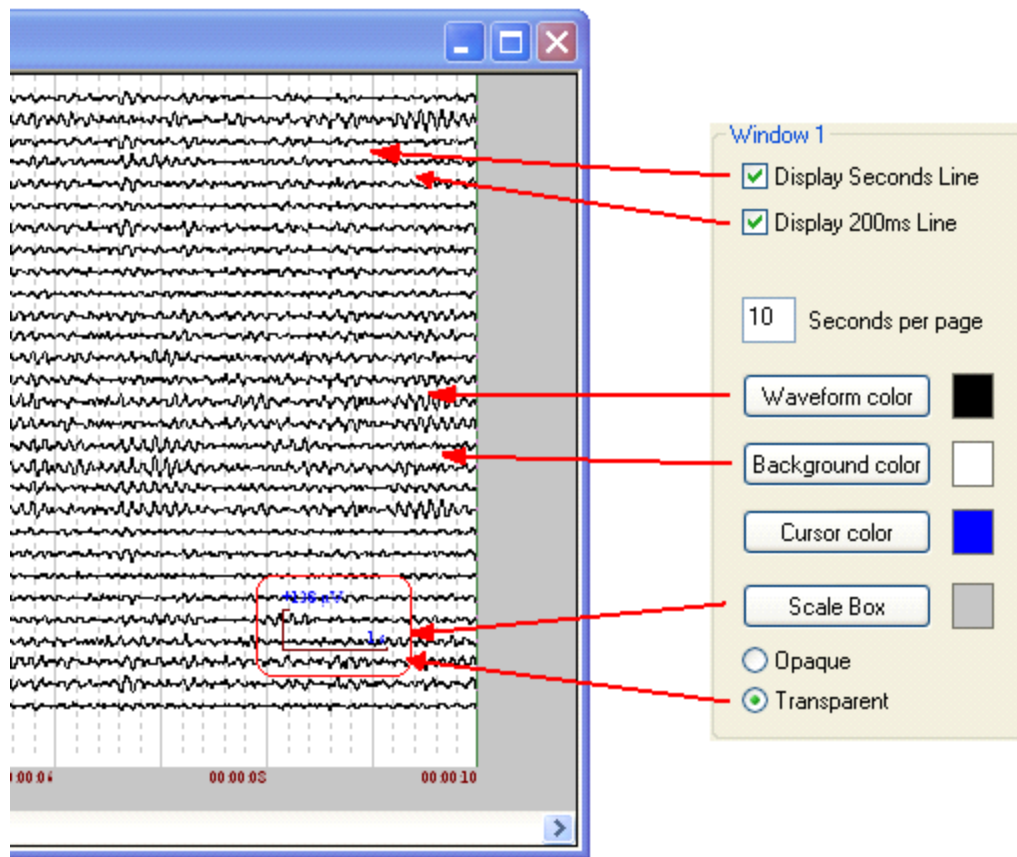 Window 1
Display Seconds Line
Display 200ms Line
10 Seconds per page
Waveform color
Background color
Cursor color
Scale Box
Opaque
Transparent
00:00:08
00:00:10